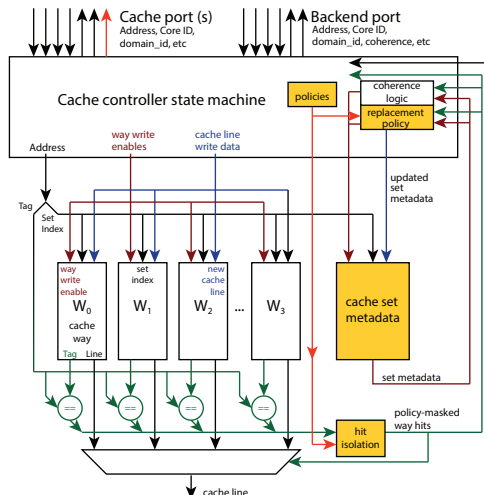 Cache port (s)
Address, Core ID,
domain_id, etc
Backend port
Address, Core ID,
domain_id, coherence, etc
Cache controller state machine
policies
coherence
logic
replacement
policy
Address
way write
enables
cache line
write data
updated
set
metadata
Tag
Set
Index
way
write
enable
W0
cache
way
Tag
Line
set
index
W1
new
cache
line
W2
...
W3
cache set
metadata
set metadata
==
==
==
==
policy-masked
way hits
hit
isolation
cache line